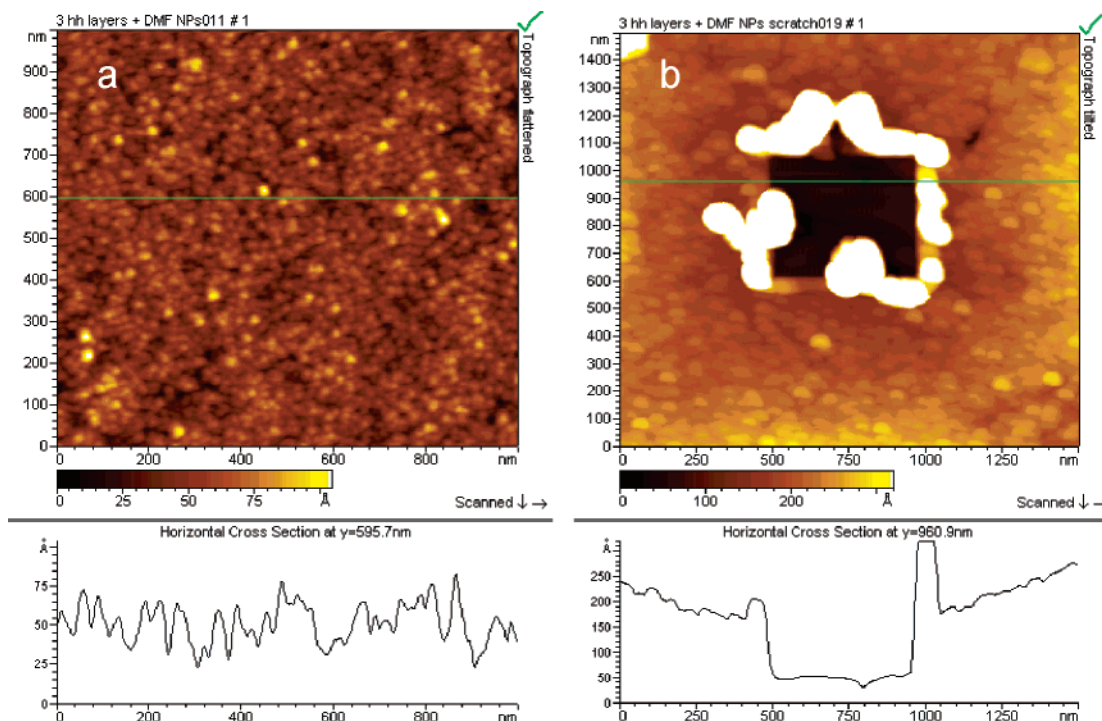 3 hh layers + DMF NPs011 # 1
nm
900
800
700
600
500
400
300
200
100
0
a
Topograph flattened
0 200 400 600 800 nm
0 25 50 75 Å
Scanned ↓ →
Horizontal Cross Section at y=595.7nm
Å
75
50
25
0
0 200 400 600 800 nm
3 hh layers + DMF NPs scratch019 # 1
nm
1400
1300
1200
1100
1000
900
800
700
600
500
400
300
200
100
0
b
Topograph tilted
0 500 750 1000 1250 nm
0 100 200 Å
Scanned ↓
Horizontal Cross Section at y=960.9nm
Å
250
200
150
100
50
0
0 250 500 750 1000 1250 nm